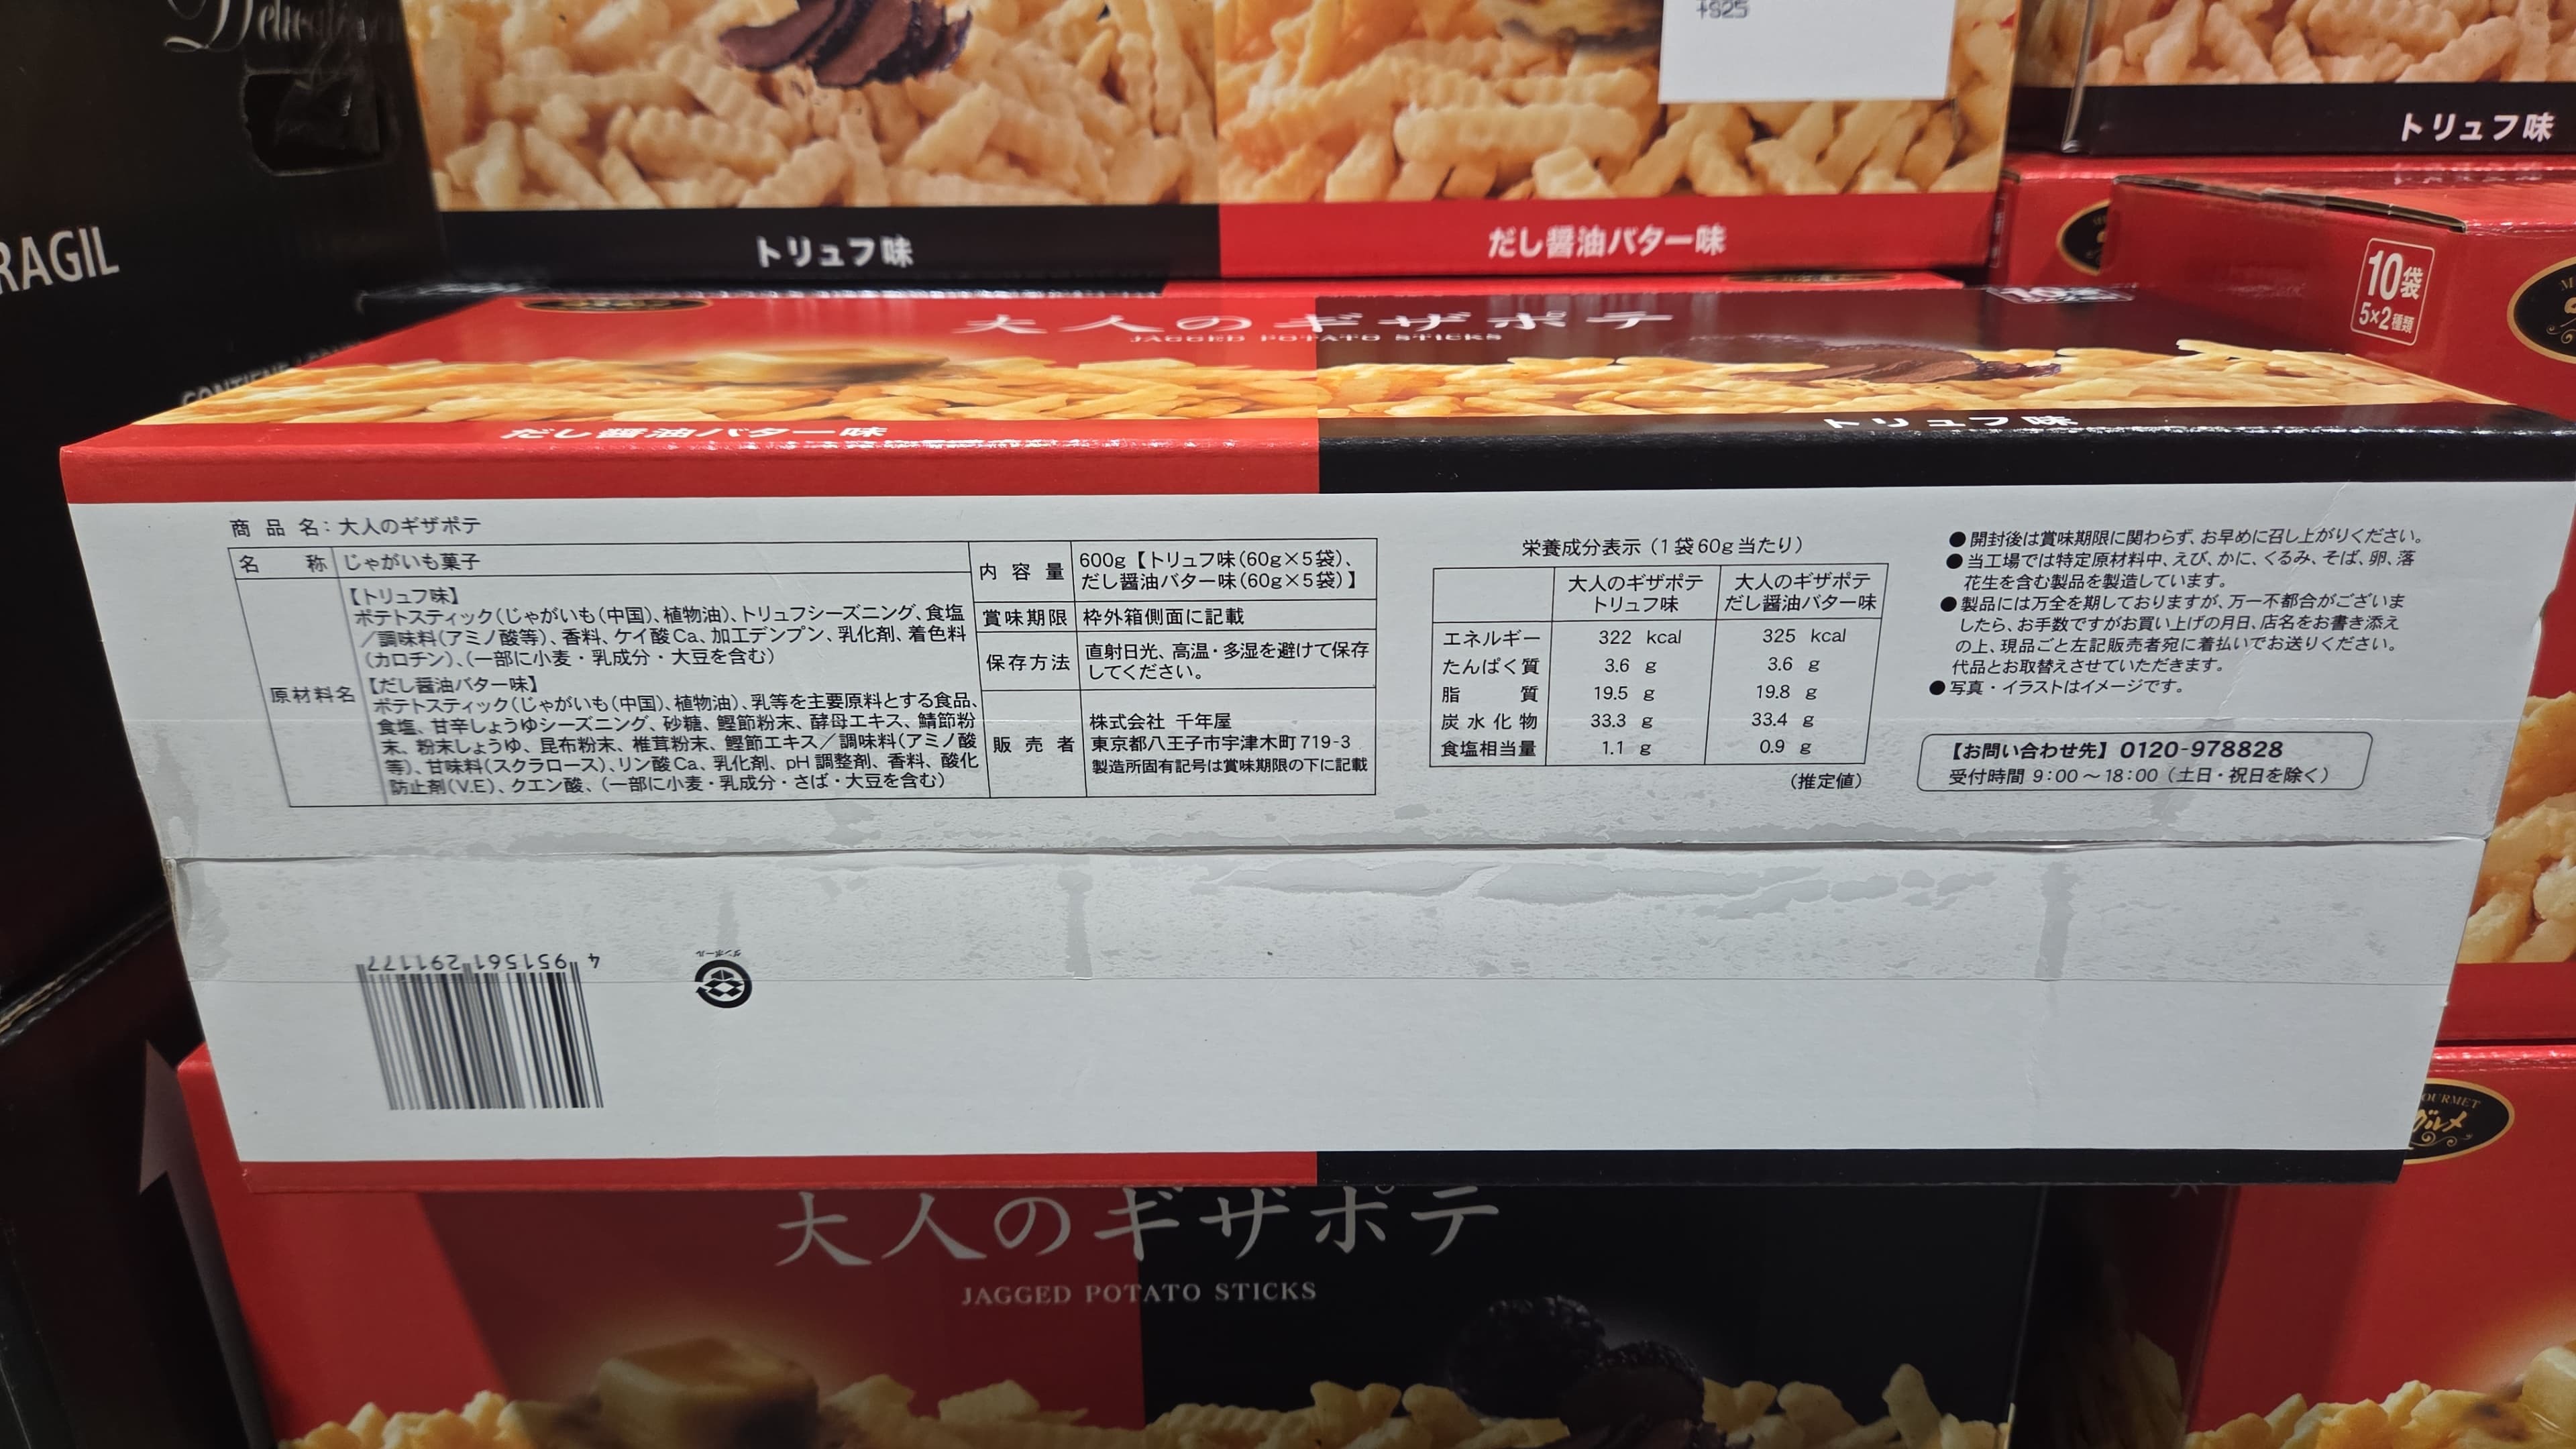 +S25
トリュフ味
だし醤油バター味
トリュフ味
RAGIL
10袋
5×2種類
大人のギザポテ
JAGGED POTATO STICKS
だし醤油バター味
トリュフ味
商品名：大人のギザポテ
名称 じゃがいも菓子
原材料名
【トリュフ味】
ポテトスティック（じゃがいも（中国）、植物油）、トリュフシーズニング、食塩
／調味料（アミノ酸等）、香料、ケイ酸Ca、加工デンプン、乳化剤、着色料
（カロチン）、（一部に小麦・乳成分・大豆を含む）
【だし醤油バター味】
ポテトスティック（じゃがいも（中国）、植物油）、乳等を主要原料とする食品、
食塩、甘辛しょうゆシーズニング、砂糖、鰹節粉末、酵母エキス、鯖節粉
末、粉末しょうゆ、昆布粉末、椎茸粉末、鰹節エキス／調味料（アミノ酸
等）、甘味料（スクラロース）、リン酸Ca、乳化剤、pH調整剤、香料、酸化
防止剤（V.E）、クエン酸、（一部に小麦・乳成分・さば・大豆を含む）
内容量 600g【トリュフ味（60g×5袋）、
だし醤油バター味（60g×5袋）】
賞味期限 枠外箱側面に記載
保存方法 直射日光、高温・多湿を避けて保存
してください。
販売者 株式会社 千年屋
東京都八王子市宇津木町719-3
製造所固有記号は賞味期限の下に記載
栄養成分表示（1袋60g当たり）
大人のギザポテ
トリュフ味
大人のギザポテ
だし醤油バター味
エネルギー 322 kcal 325 kcal
たんぱく質 3.6 g 3.6 g
脂質 19.5 g 19.8 g
炭水化物 33.3 g 33.4 g
食塩相当量 1.1 g 0.9 g
（推定値）
●開封後は賞味期限に関わらず、お早めに召し上がりください。
●当工場では特定原材料中、えび、かに、くるみ、そば、卵、落
花生を含む製品を製造しています。
●製品には万全を期しておりますが、万一不都合がございま
したら、お手数ですがお買い上げの月日、店名をお書き添え
の上、現品ごと左記販売者宛に着払いでお送りください。
代品とお取替えさせていただきます。
●写真・イラストはイメージです。
【お問い合わせ先】0120-978828
受付時間 9:00～18:00（土日・祝日を除く）
4 951561 291177
ダンボール
OURMET
グルメ
大人のギザポテ
JAGGED POTATO STICKS